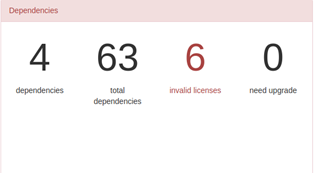 Dependencies
4 63 6 0
dependencies total invalid licenses need upgrade
dependencies